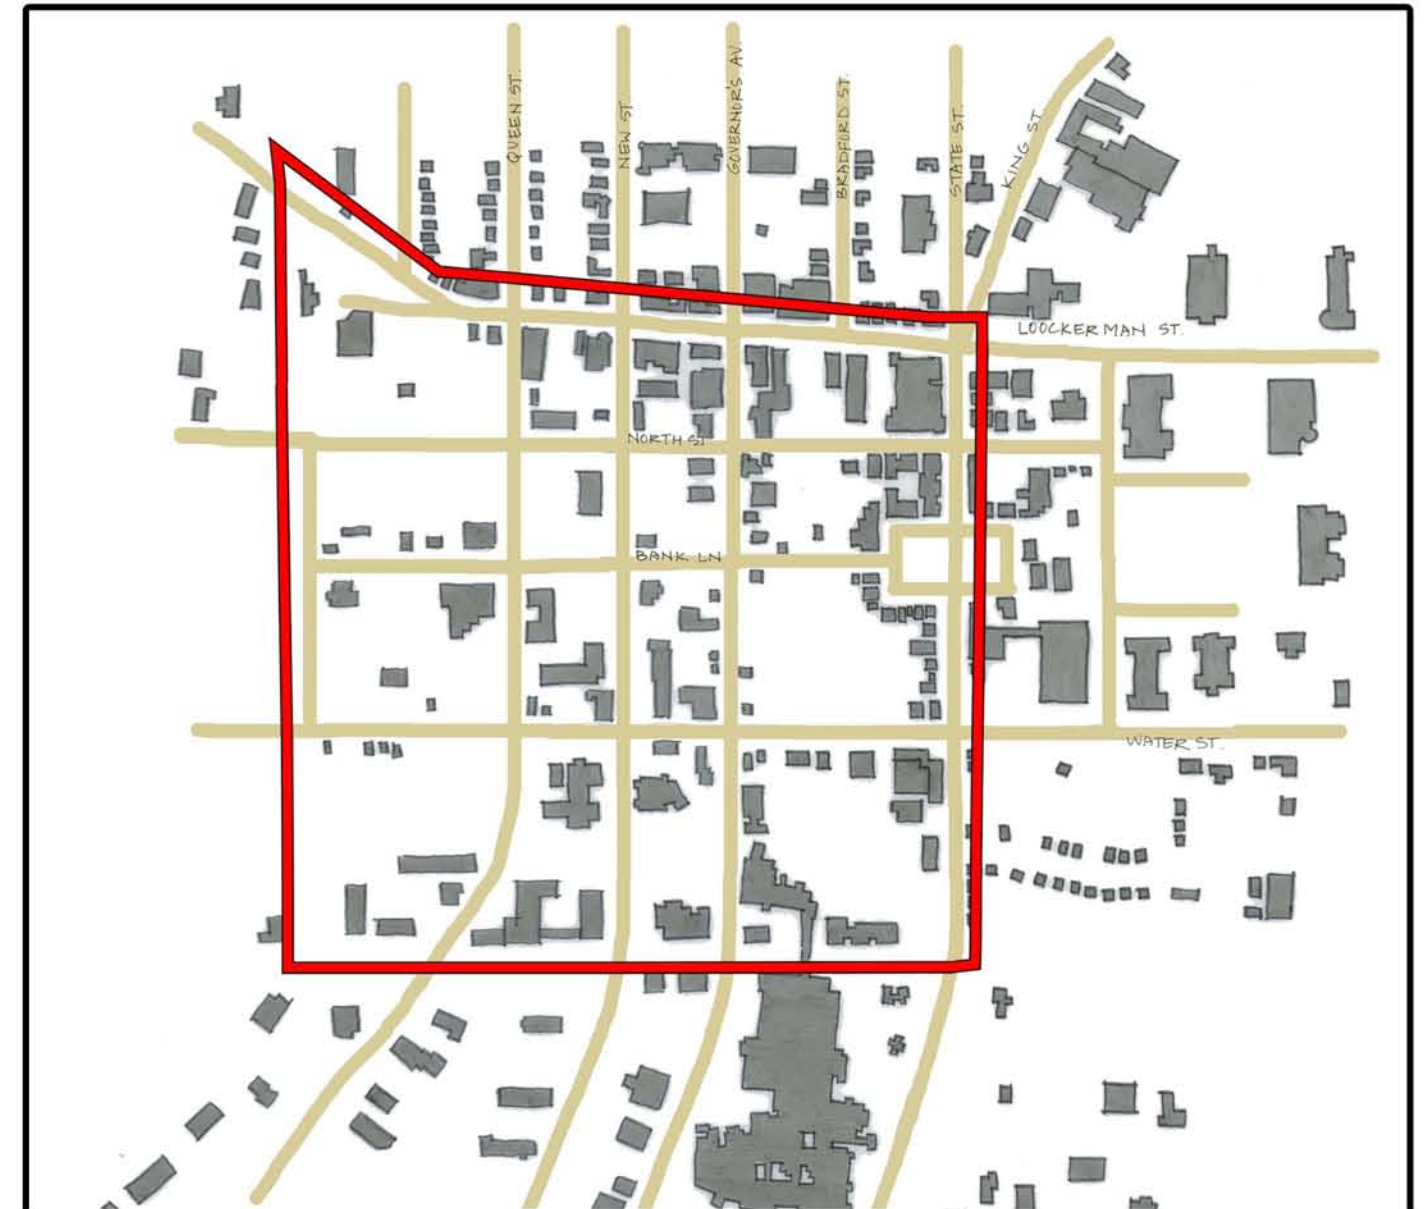 QUEEN ST.
NEW ST.
GOVERNOR'S AV.
BRADFORD ST.
STATE ST.
KING ST.
LOOCKERMAN ST.
NORTH ST.
BANK LN
WATER ST.